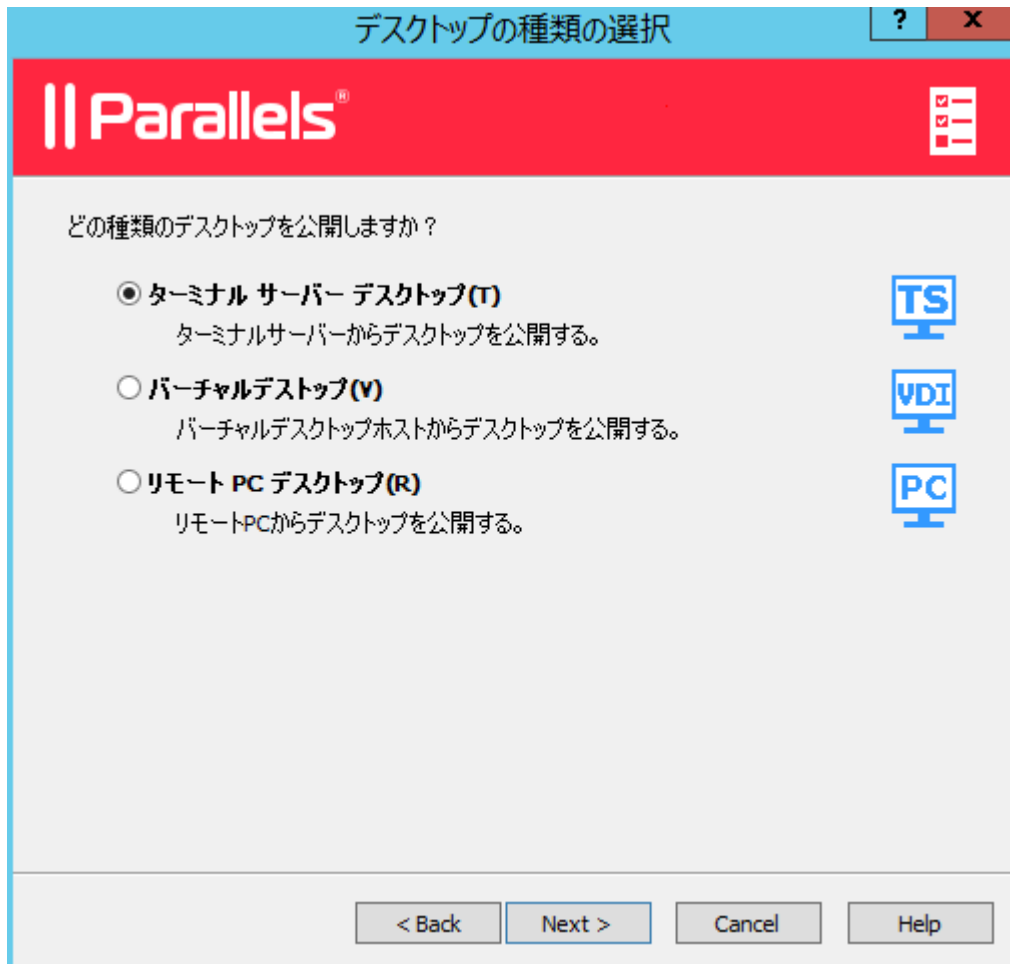 デスクトップの種類の選択
? x
|| Parallels®
どの種類のデスクトップを公開しますか？
ターミナル サーバー デスクトップ(T)
TS
ターミナルサーバーからデスクトップを公開する。
バーチャルデストップ(V)
VDI
バーチャルデスクトップホストからデスクトップを公開する。
リモート PC デスクトップ(R)
PC
リモートPCからデスクトップを公開する。
< Back Next > Cancel Help